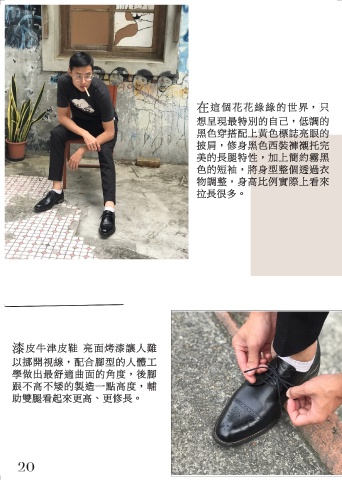 在這個花花綠綠的世界，只
想呈現最特別的自己，低調的
黑色穿搭配上黃色標誌亮眼的
披肩，修身黑色西裝褲襯托完
美的長腿特性，加上簡約霧黑
色的短袖，將身型整個透過衣
物調整，身高比例實際上看來
拉長很多。
漆皮牛津皮鞋 亮面烤漆讓人難
以挪開視線，配合腳型的人體工
學做出最舒適曲面的角度，後腳
跟不高不矮的製造一點高度，輔
助雙腿看起來更高、更修長。
20